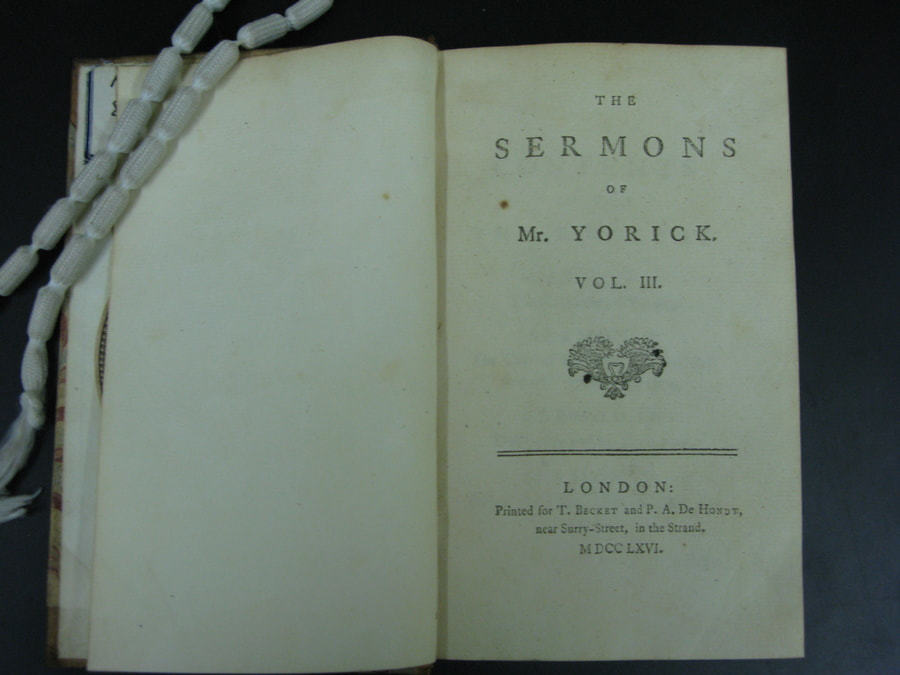 THE
SERMONS
OF
Mr. YORICK.
VOL. III.
LONDON:
Printed for T. BECKET and P. A. De HONDT,
near Surry-Street, in the Strand.
MDCCLXVI.